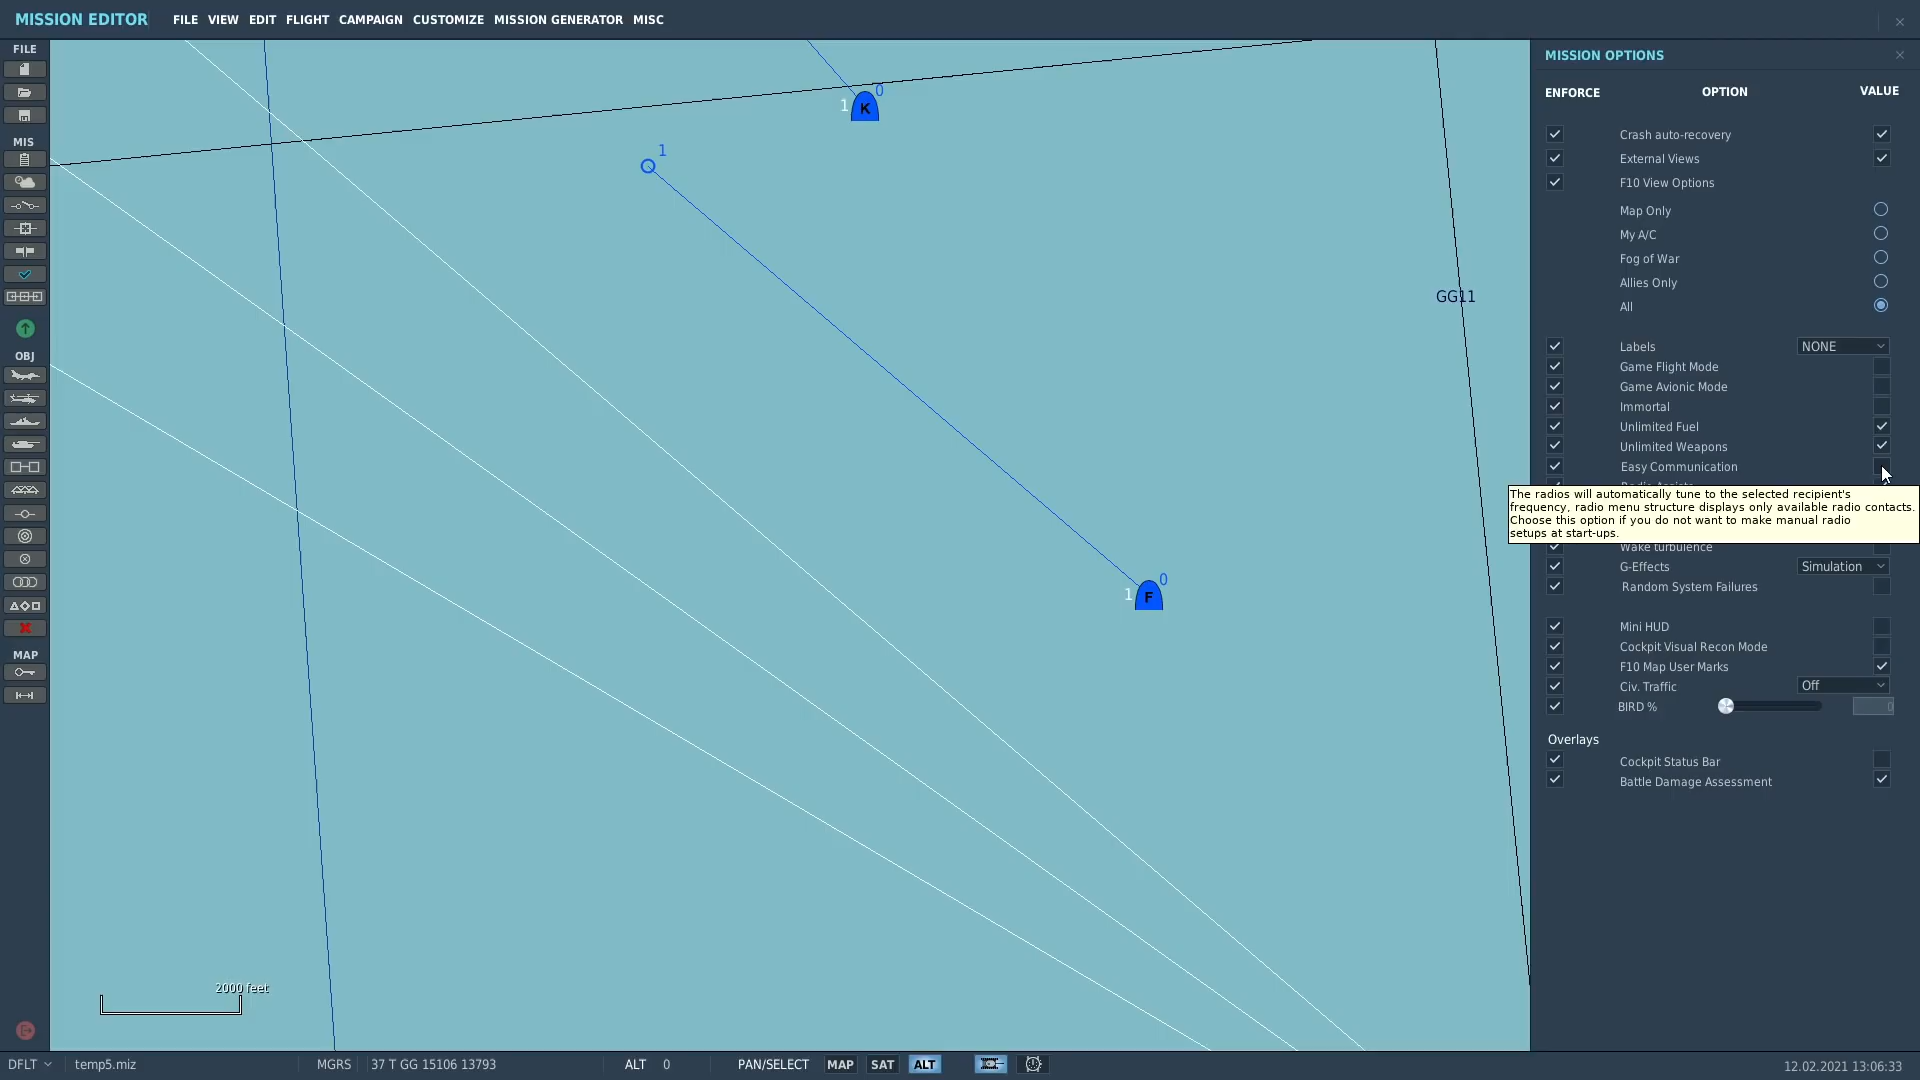 MISSION EDITOR
FILE VIEW EDIT FLIGHT CAMPAIGN CUSTOMIZE MISSION GENERATOR MISC
FILE
MIS
OBJ
MAP
0
1 K
1
GG11
0
1 F
2000 feet
MISSION OPTIONS
ENFORCE OPTION VALUE
Crash auto-recovery
External Views
F10 View Options
Map Only
My A/C
Fog of War
Allies Only
All
Labels NONE
Game Flight Mode
Game Avionic Mode
Immortal
Unlimited Fuel
Unlimited Weapons
Easy Communication
The radios will automatically tune to the selected recipient's
frequency, radio menu structure displays only available radio contacts.
Choose this option if you do not want to make manual radio
setups at start-ups.
Wake turbulence
G-Effects Simulation
Random System Failures
Mini HUD
Cockpit Visual Recon Mode
F10 Map User Marks
Civ. Traffic Off
BIRD % 0
Overlays
Cockpit Status Bar
Battle Damage Assessment
DFLT temp5.miz MGRS 37 T GG 15106 13793 ALT 0 PAN/SELECT MAP SAT ALT 12.02.2021 13:06:33